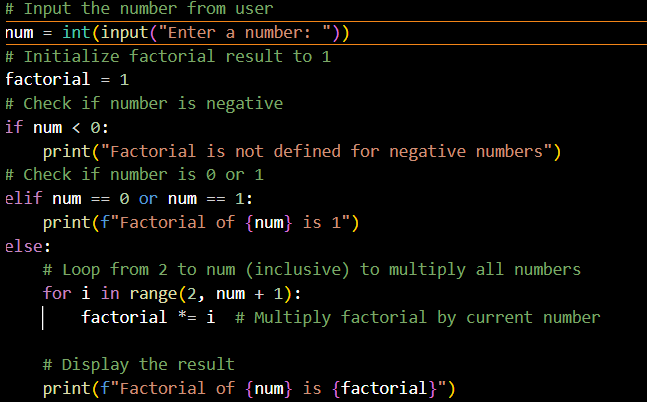 # Input the number from user
num = int(input("Enter a number: "))
# Initialize factorial result to 1
factorial = 1
# Check if number is negative
if num < 0:
    print("Factorial is not defined for negative numbers")
# Check if number is 0 or 1
elif num == 0 or num == 1:
    print(f"Factorial of {num} is 1")
else:
    # Loop from 2 to num (inclusive) to multiply all numbers
    for i in range(2, num + 1):
        factorial *= i  # Multiply factorial by current number

    # Display the result
    print(f"Factorial of {num} is {factorial}")